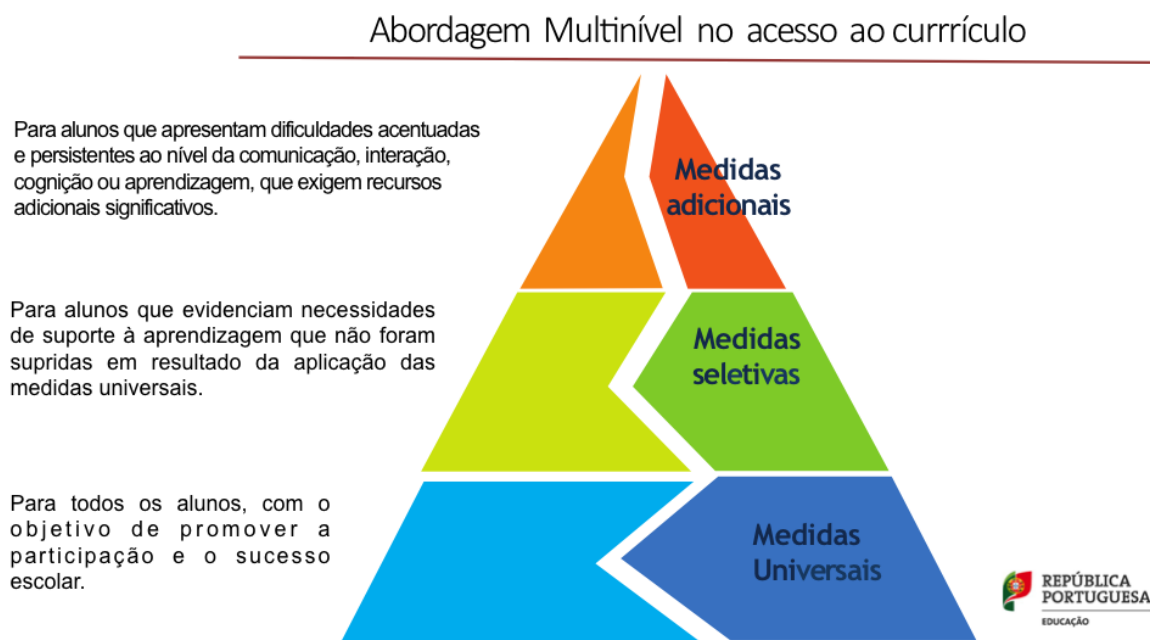 Abordagem Multinível no acesso ao currrículo
Para alunos que apresentam dificuldades acentuadas
e persistentes ao nível da comunicação, interação,
cognição ou aprendizagem, que exigem recursos
adicionais significativos.
Medidas
adicionais
Para alunos que evidenciam necessidades
de suporte à aprendizagem que não foram
supridas em resultado da aplicação das
medidas universais.
Medidas
seletivas
Para todos os alunos, com o
objetivo de promover a
participação e o sucesso
escolar.
Medidas
Universais
REPÚBLICA
PORTUGUESA
EDUCAÇÃO